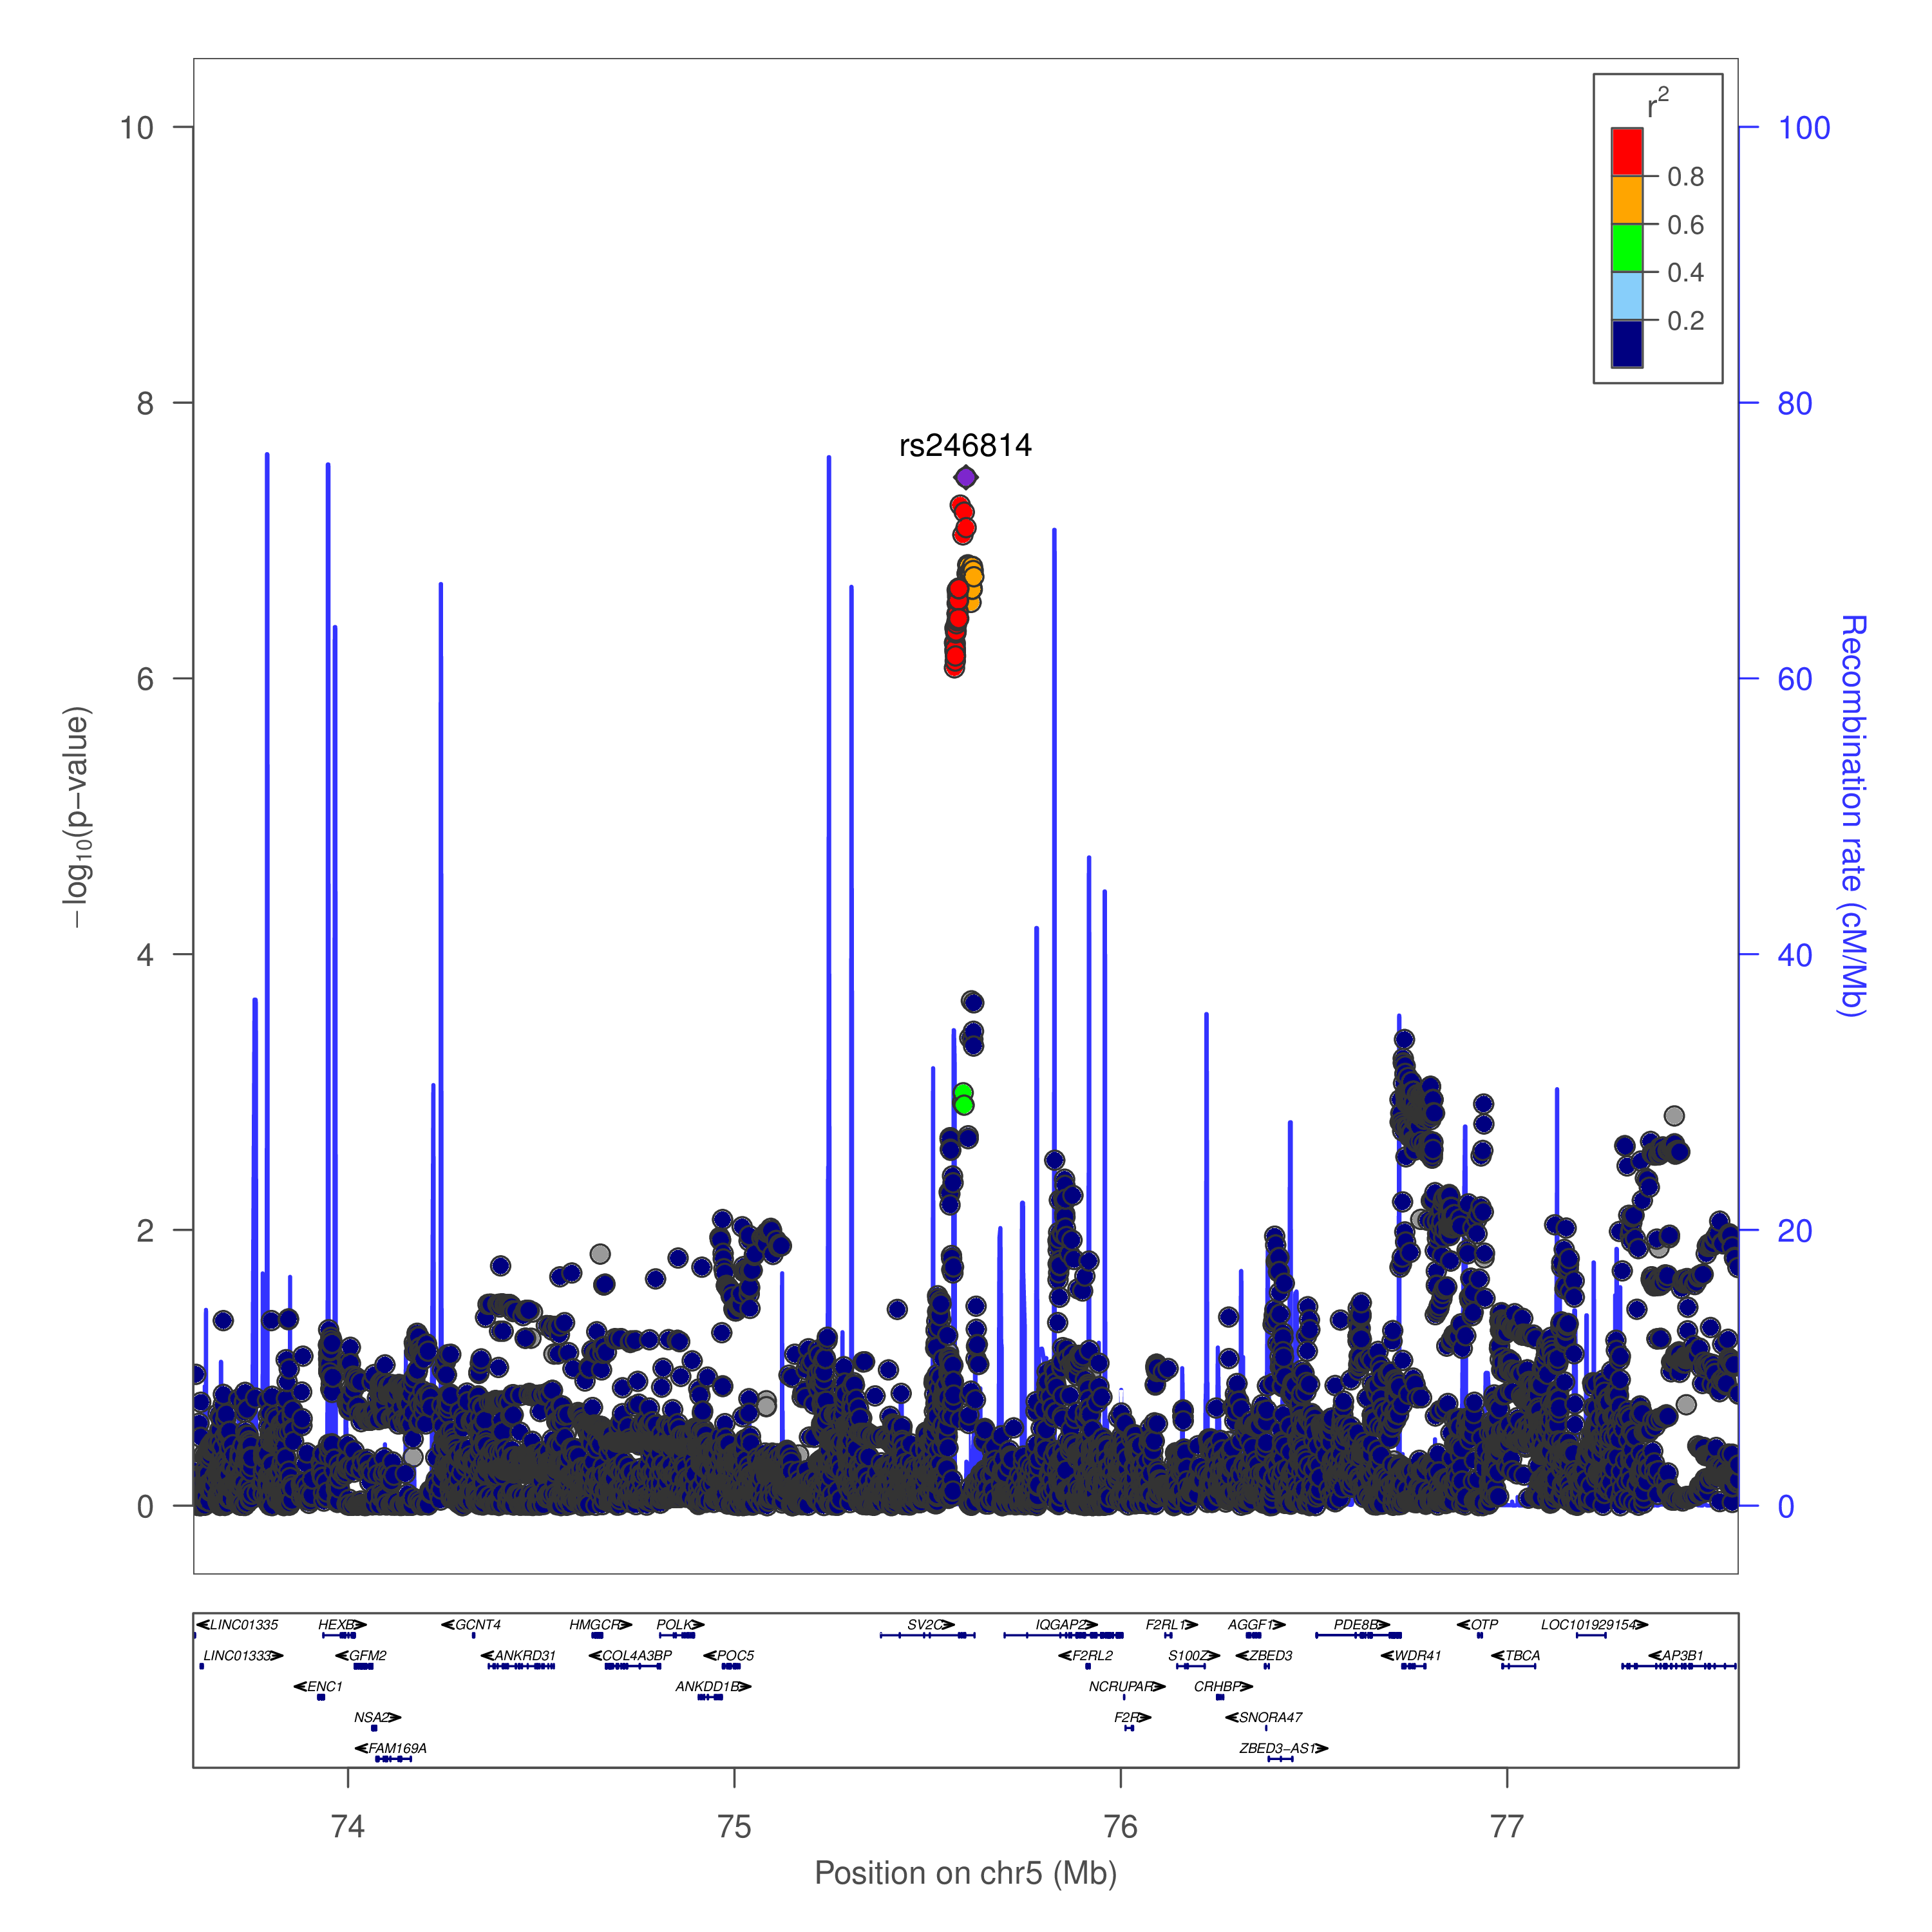 r2
10
100
0.8
0.6
0.4
0.2
8
80
rs246814
6
60
−log10(p−value)
Recombination rate (cM/Mb)
4
40
2
20
0
0
LINC01335 HEXB GCNT4 HMGCR POLK SV2C IQGAP2 F2RL1 AGGF1 PDE8B OTP LOC101929154
LINC01333 GFM2 ANKRD31 COL4A3BP POC5 F2RL2 S100Z ZBED3 WDR41 TBCA AP3B1
ENC1 ANKDD1B NCRUPAR CRHBP
NSA2 F2R SNORA47
FAM169A ZBED3−AS1
74 75 76 77
Position on chr5 (Mb)